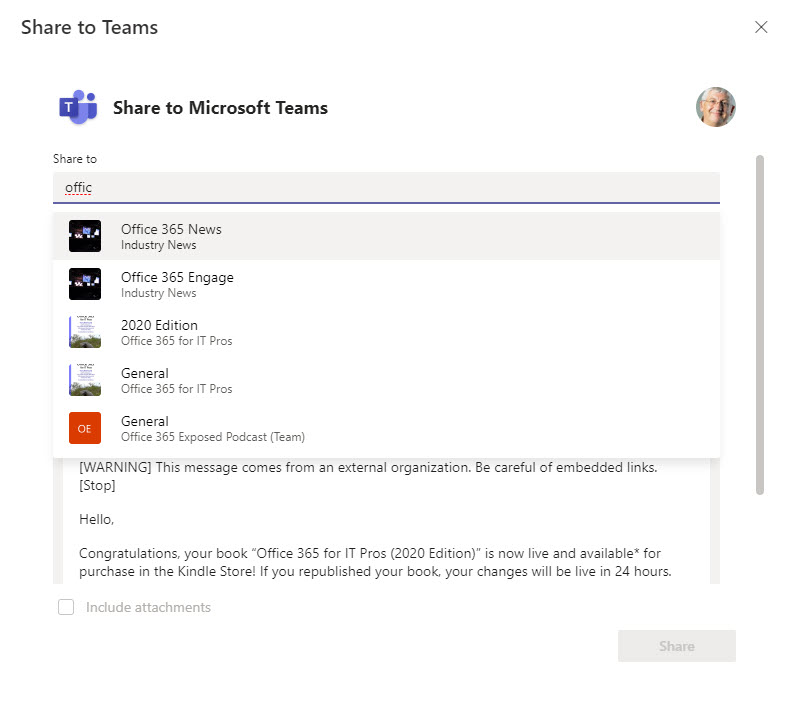 Share to Teams
T
Share to Microsoft Teams
Share to
offic
Office 365 News
Industry News
Office 365 Engage
Industry News
2020 Edition
Office 365 for IT Pros
General
Office 365 for IT Pros
OE
General
Office 365 Exposed Podcast (Team)
[WARNING] This message comes from an external organization. Be careful of embedded links.
[Stop]
Hello,
Congratulations, your book “Office 365 for IT Pros (2020 Edition)” is now live and available* for
purchase in the Kindle Store! If you republished your book, your changes will be live in 24 hours.
Include attachments
Share